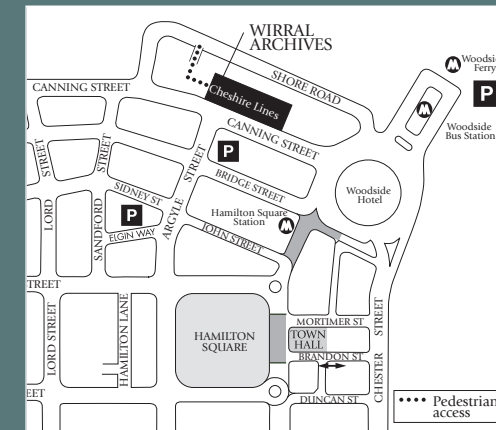 WIRRAL
ARCHIVES
Woodsi
Ferry
M
P
SHORE ROAD
CANNING STREET
Cheshire Lines
M
CANNING STREET
Woodside
Bus Station
STREET
STREET
STREET
P
BRIDGE STREET
SIDNEY ST
Woodside
Hotel
LORD
SANDFORD
P
ARGYLE
Hamilton Square
Station
M
ELGIN WAY
JOHN STREET
TREET
LORD STREET
HAMILTON LANE
HAMILTON
SQUARE
MORTIMER ST
TOWN
HALL
BRANDON ST
STREET
CHESTER
EET
DUNCAN ST
Pedestrian
access